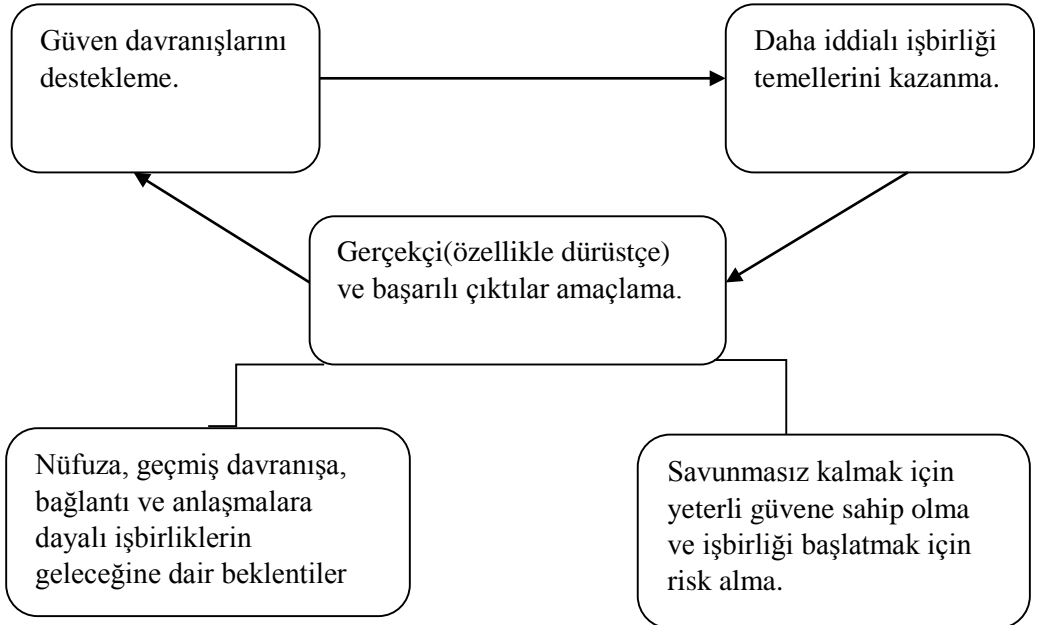 Güven davranışlarını
destekleme.
Daha iddialı işbirliği
temellerini kazanma.
Gerçekçi(özellikle dürüstçe)
ve başarılı çıktılar amaçlama.
Nüfuza, geçmiş davranışa,
bağlantı ve anlaşmalara
dayalı işbirliklerin
geleceğine dair beklentiler
Savunmasız kalmak için
yeterli güvene sahip olma
ve işbirliği başlatmak için
risk alma.